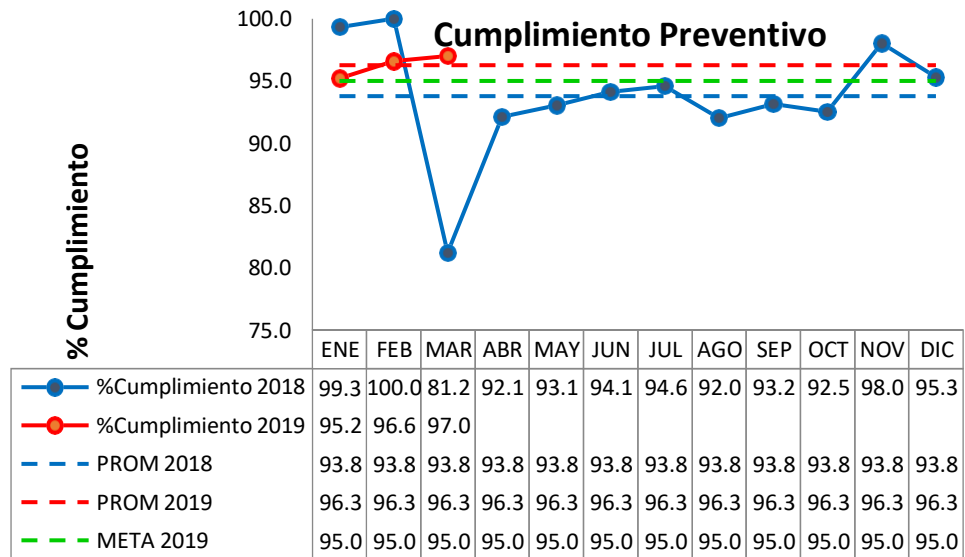 Cumplimiento Preventivo
% Cumplimiento
100.0
95.0
90.0
85.0
80.0
75.0
ENE FEB MAR ABR MAY JUN JUL AGO SEP OCT NOV DIC
%Cumplimiento 2018 99.3 100.0 81.2 92.1 93.1 94.1 94.6 92.0 93.2 92.5 98.0 95.3
%Cumplimiento 2019 95.2 96.6 97.0
PROM 2018 93.8 93.8 93.8 93.8 93.8 93.8 93.8 93.8 93.8 93.8 93.8 93.8
PROM 2019 96.3 96.3 96.3 96.3 96.3 96.3 96.3 96.3 96.3 96.3 96.3 96.3
META 2019 95.0 95.0 95.0 95.0 95.0 95.0 95.0 95.0 95.0 95.0 95.0 95.0